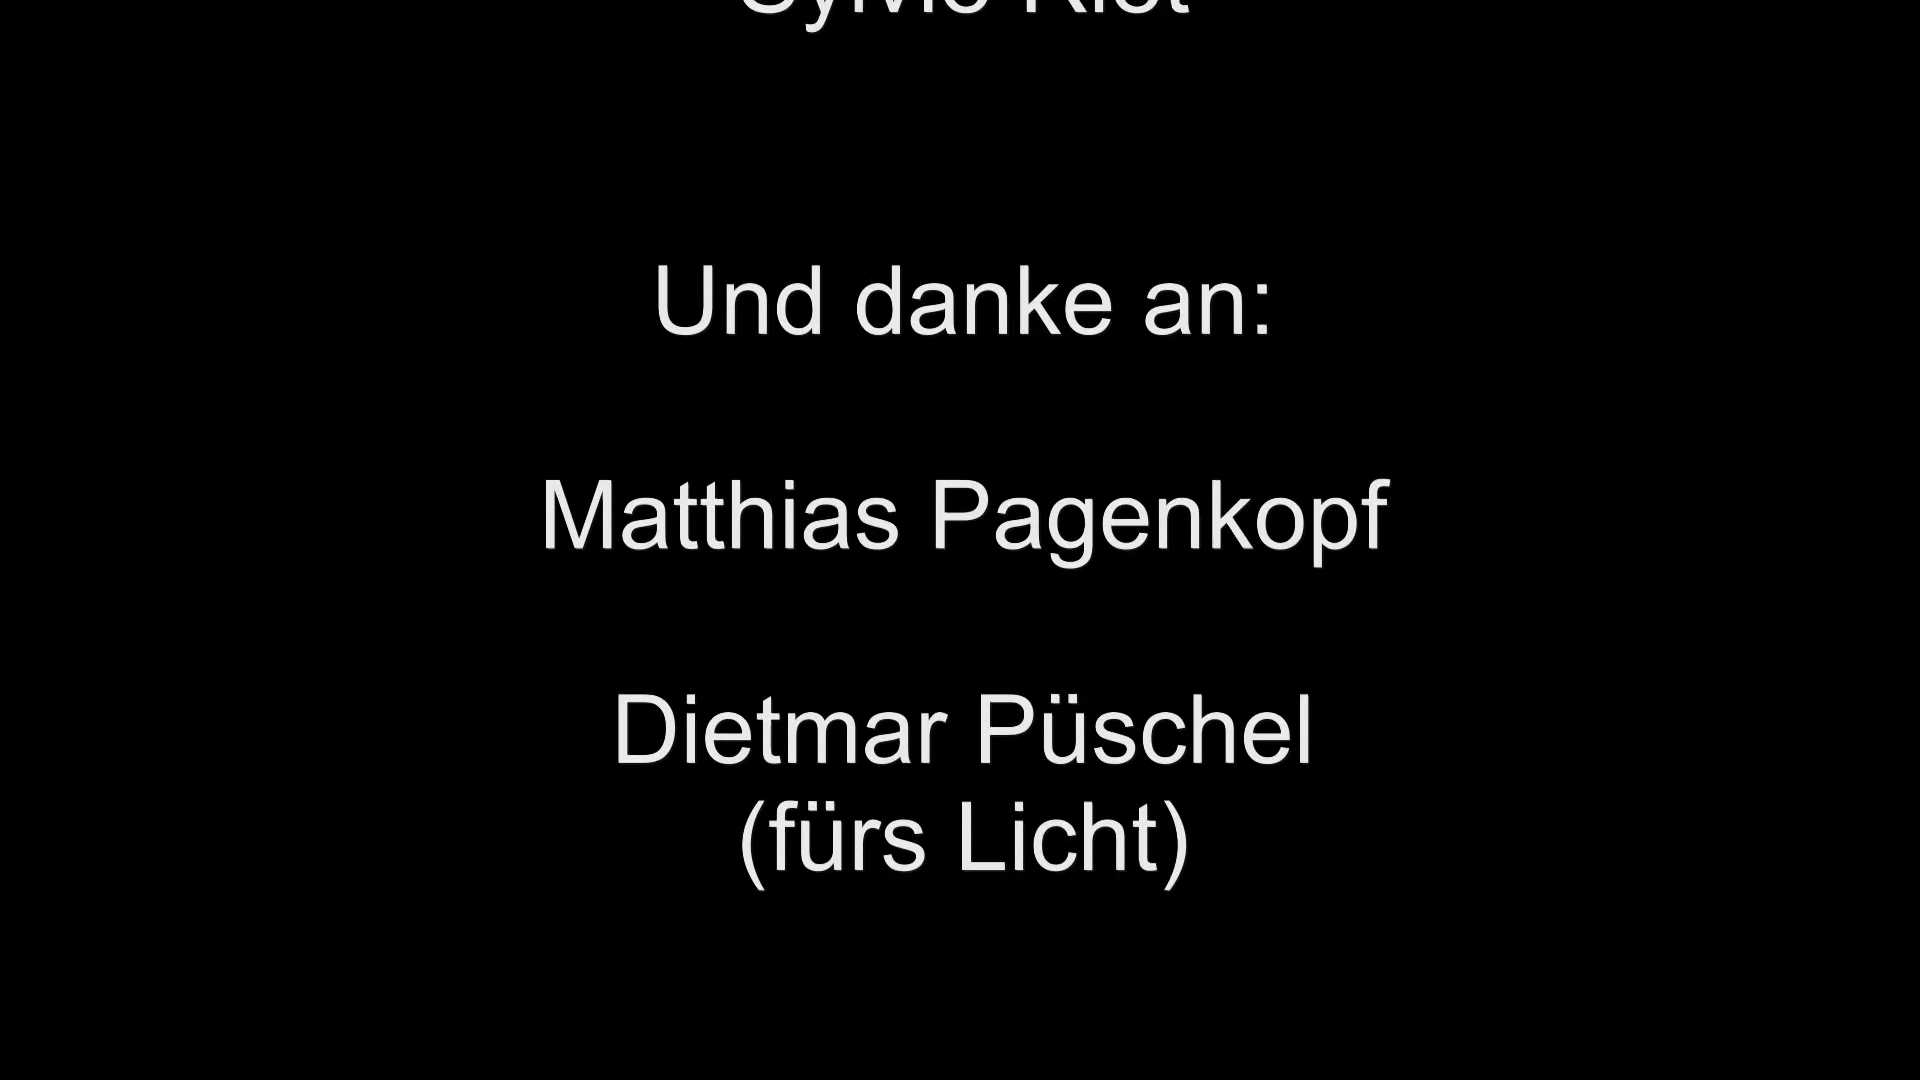 Und danke an:
Matthias Pagenkopf
Dietmar Püschel
(fürs Licht)